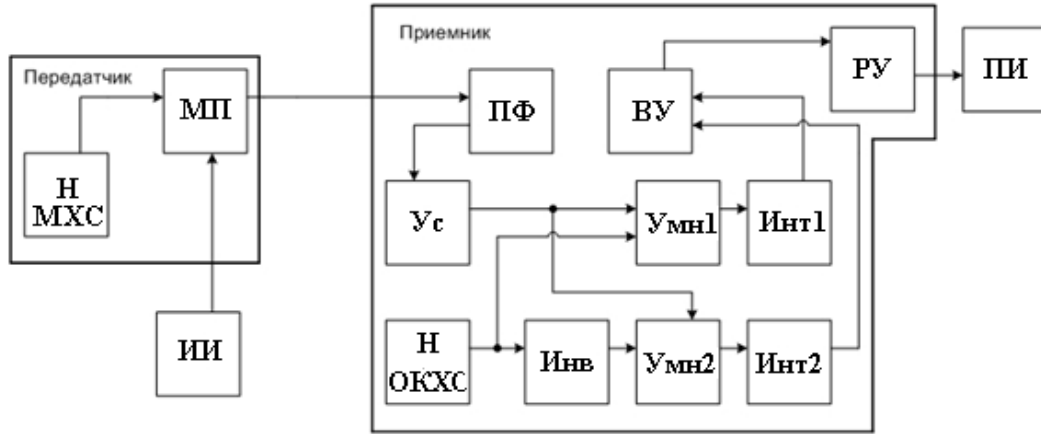 Приемник
Передатчик
МП
ПФ
ВУ
РУ
ПИ
Н
МХС
Ус
Умн1
Инт1
ИИ
Н
ОКХС
Инв
Умн2
Инт2